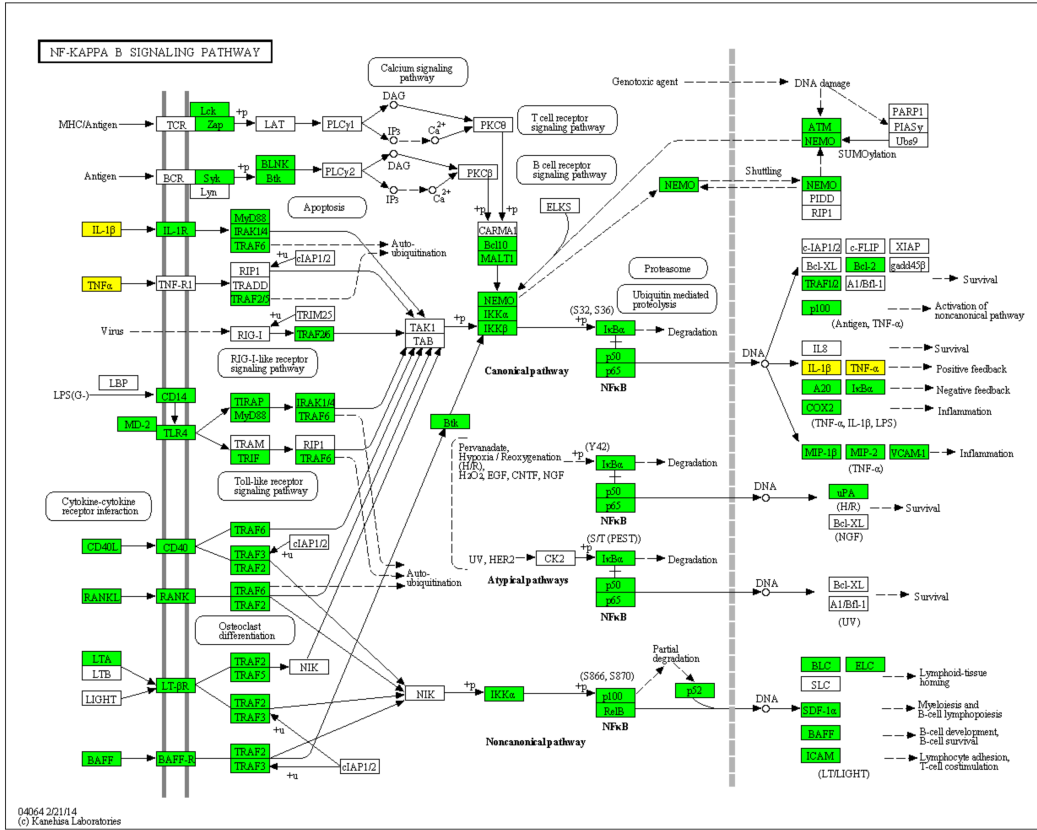 NF-KAPPA B SIGNALING PATHWAY
Calcium signaling
pathway
Genotoxic agent
DNA damage
DAG
Lck
+p
MHC/Antigen
TCR
Zap
LAT
PLCγ1
IP3
Ca2+
PKCθ
T cell receptor
signaling pathway
ATM
NEMO
PARP1
PIASy
Ubs9
SUMOylation
Antigen
BCR
Syk
Lyn
+p
BLNK
Btk
PLCγ2
DAG
IP3
Ca2+
PKCβ
B cell receptor
signaling pathway
NEMO
Shuttling
NEMO
PIDD
RIP1
Apoptosis
+p
+p
ELKS
IL-1β
IL-1R
MyD88
IRAK1/4
TRAF6
Auto-
ubiquitination
CARMA1
Bcl10
MALT1
c-IAP1/2
c-FLIP
XIAP
Bcl-XL
Bcl-2
gadd45β
TRAF1/2
A1/Bfl-1
Survival
TNFα
TNF-R1
RIP1
TRADD
TRAF2/5
+u
cIAP1/2
Proteasome
Ubiquitin mediated
proteolysis
NEMO
IKKα
IKKβ
p100
Activation of
noncanonical pathway
(Antigen, TNF-α)
Virus
RIG-I
+u
TRIM25
TRAF26
TAK1
TAB
+p
(S32, S36)
+p
IκBα
Degradation
p50
p65
NFκB
Canonical pathway
DNA
IL8
Survival
IL-1β
TNF-α
Positive feedback
A20
IκBα
Negative feedback
COX2
Inflammation
(TNF-α, IL-1β, LPS)
RIG-I-like receptor
signaling pathway
LPS(G-)
LBP
CD14
MD-2
TLR4
TIRAP
MyD88
IRAK1/4
TRAF6
TRAM
TRIF
RIP1
TRAF6
Btk
MIP-1β
MIP-2
VCAM-1
Inflammation
(TNF-α)
Toll-like receptor
signaling pathway
Pervanadate,
Hypoxia / Reoxygenation
(H/R),
H2O2, EGF, CNTF, NGF
(Y42)
+p
IκBα
Degradation
p50
p65
NFκB
DNA
uPA
(H/R)
Bcl-XL
(NGF)
Survival
Cytokine-cytokine
receptor interaction
CD40L
CD40
TRAF6
TRAF3
TRAF2
+u
cIAP1/2
Auto-
ubiquitination
UV, HER2
CK2
(S/T (PEST))
+p
IκBα
Degradation
Atypical pathways
p50
p65
NFκB
DNA
Bcl-XL
A1/Bfl-1
(UV)
Survival
RANKL
RANK
TRAF6
TRAF2
Osteoclast
differentiation
LTA
LTB
LIGHT
LT-βR
TRAF2
TRAF5
NIK
TRAF2
TRAF3
+u
NIK
+p
IKKα
(S866, S870)
+p
p100
RelB
NFκB
Partial
degradation
p52
DNA
Noncanonical pathway
BLC
ELC
SLC
Lymphoid-tissue
homing
SDF-1α
Myeloiesis and
B-cell lymphopoiesis
BAFF
B-cell development,
B-cell survival
ICAM
Lymphocyte adhesion,
T-cell costimulation
(LT/LIGHT)
BAFF
BAFF-R
TRAF2
TRAF3
+u
cIAP1/2
04064 2/21/14
(c) Kanehisa Laboratories